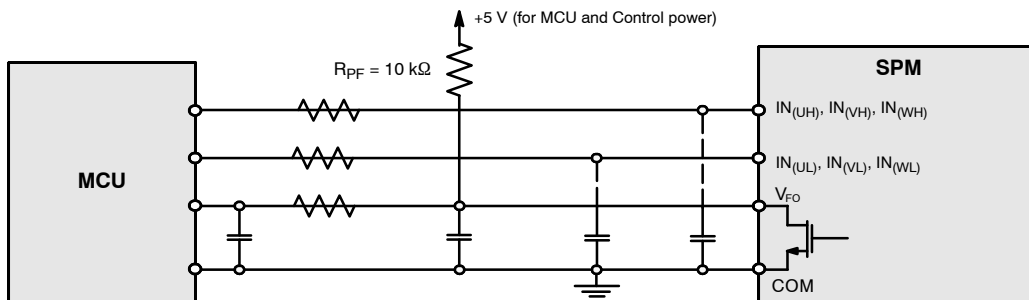 +5 V (for MCU and Control power)
R_PF = 10 kΩ
SPM
IN_(UH), IN_(VH), IN_(WH)
MCU
IN_(UL), IN_(VL), IN_(WL)
V_FO
COM